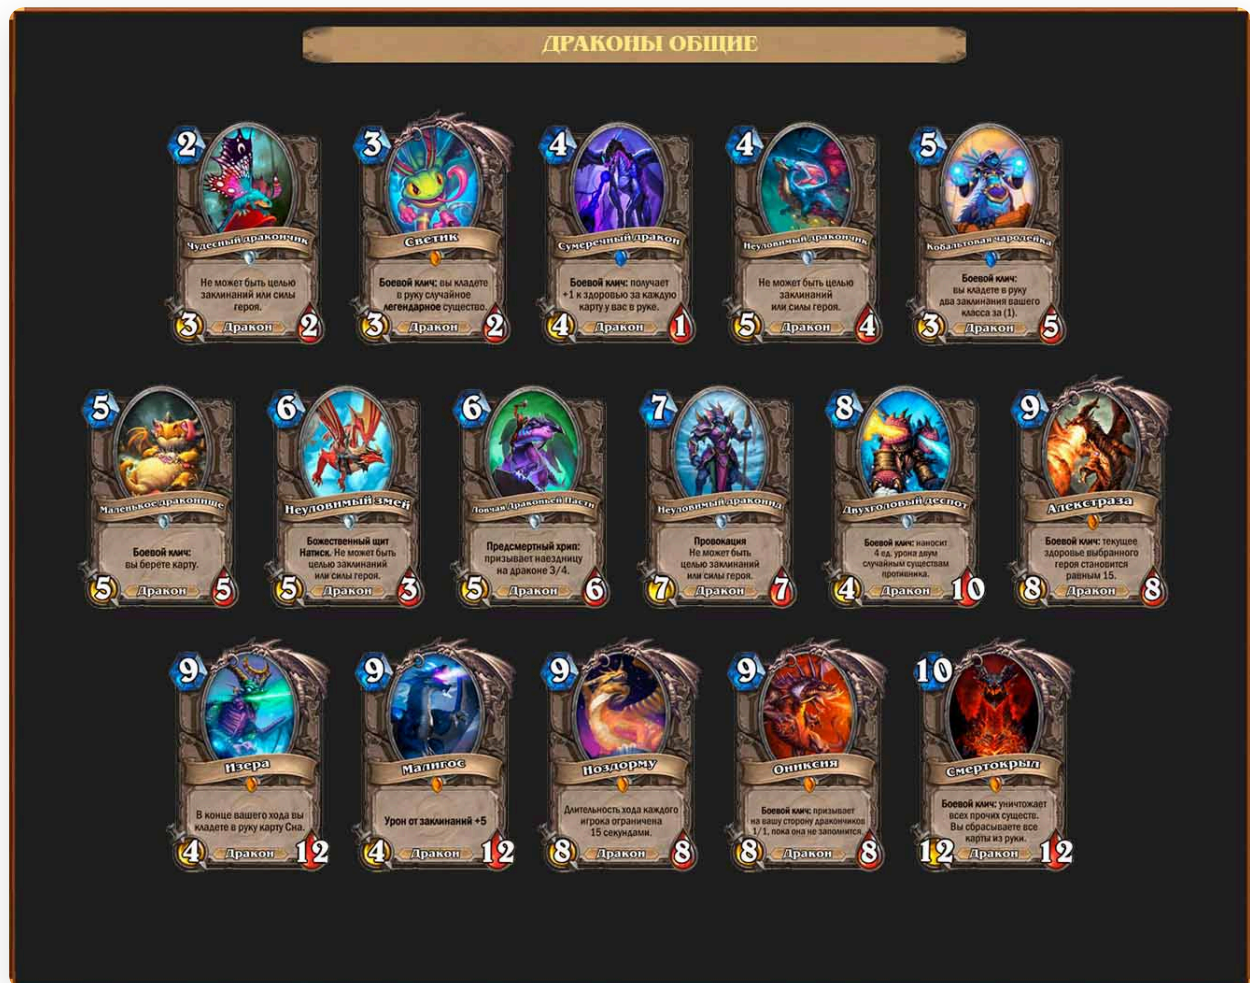 ДРАКОНЫ ОБЩИЕ
2
Чудесный дракончик
Не может быть целью
заклинаний или силы
героя.
3 Дракон 2
3
Светик
Боевой клич: вы кладете
в руку случайное
легендарное существо.
3 Дракон 2
4
Сумеречный дракон
Боевой клич: получает
+1 к здоровью за каждую
карту у вас в руке.
4 Дракон 1
4
Неуловимый дракончик
Не может быть целью
заклинаний
или силы героя.
5 Дракон 4
5
Кобальтовая чародейка
Боевой клич:
вы кладете в руку
два заклинания вашего
класса за (1).
3 Дракон 5
5
Маленькое драконище
Боевой клич:
вы берете карту.
5 Дракон 5
6
Неуловимый змей
Божественный щит
Натиск. Не может быть
целью заклинаний
или силы героя.
5 Дракон 3
6
Ловчая Драконьей Пасти
Предсмертный хрип:
призывает наездницу
на драконе 3/4.
5 Дракон 6
7
Неуловимый драконид
Провокация
Не может быть
целью заклинаний
или силы героя.
7 Дракон 7
8
Двухголовый деспот
Боевой клич: наносит
4 ед. урона двум
случайным существам
противника.
4 Дракон 10
9
Алекстраза
Боевой клич: текущее
здоровье выбранного
героя становится
равным 15.
8 Дракон 8
9
Изера
В конце вашего хода вы
кладете в руку карту Сна.
4 Дракон 12
9
Малигос
Урон от заклинаний +5
4 Дракон 12
9
Ноздорму
Длительность хода каждого
игрока ограничена
15 секундами.
8 Дракон 8
9
Ониксия
Боевой клич: призывает
на вашу сторону дракончиков
1/1, пока она не заполнится.
8 Дракон 8
10
Смертокрыл
Боевой клич: уничтожает
всех прочих существ.
Вы сбрасываете все
карты из руки.
12 Дракон 12